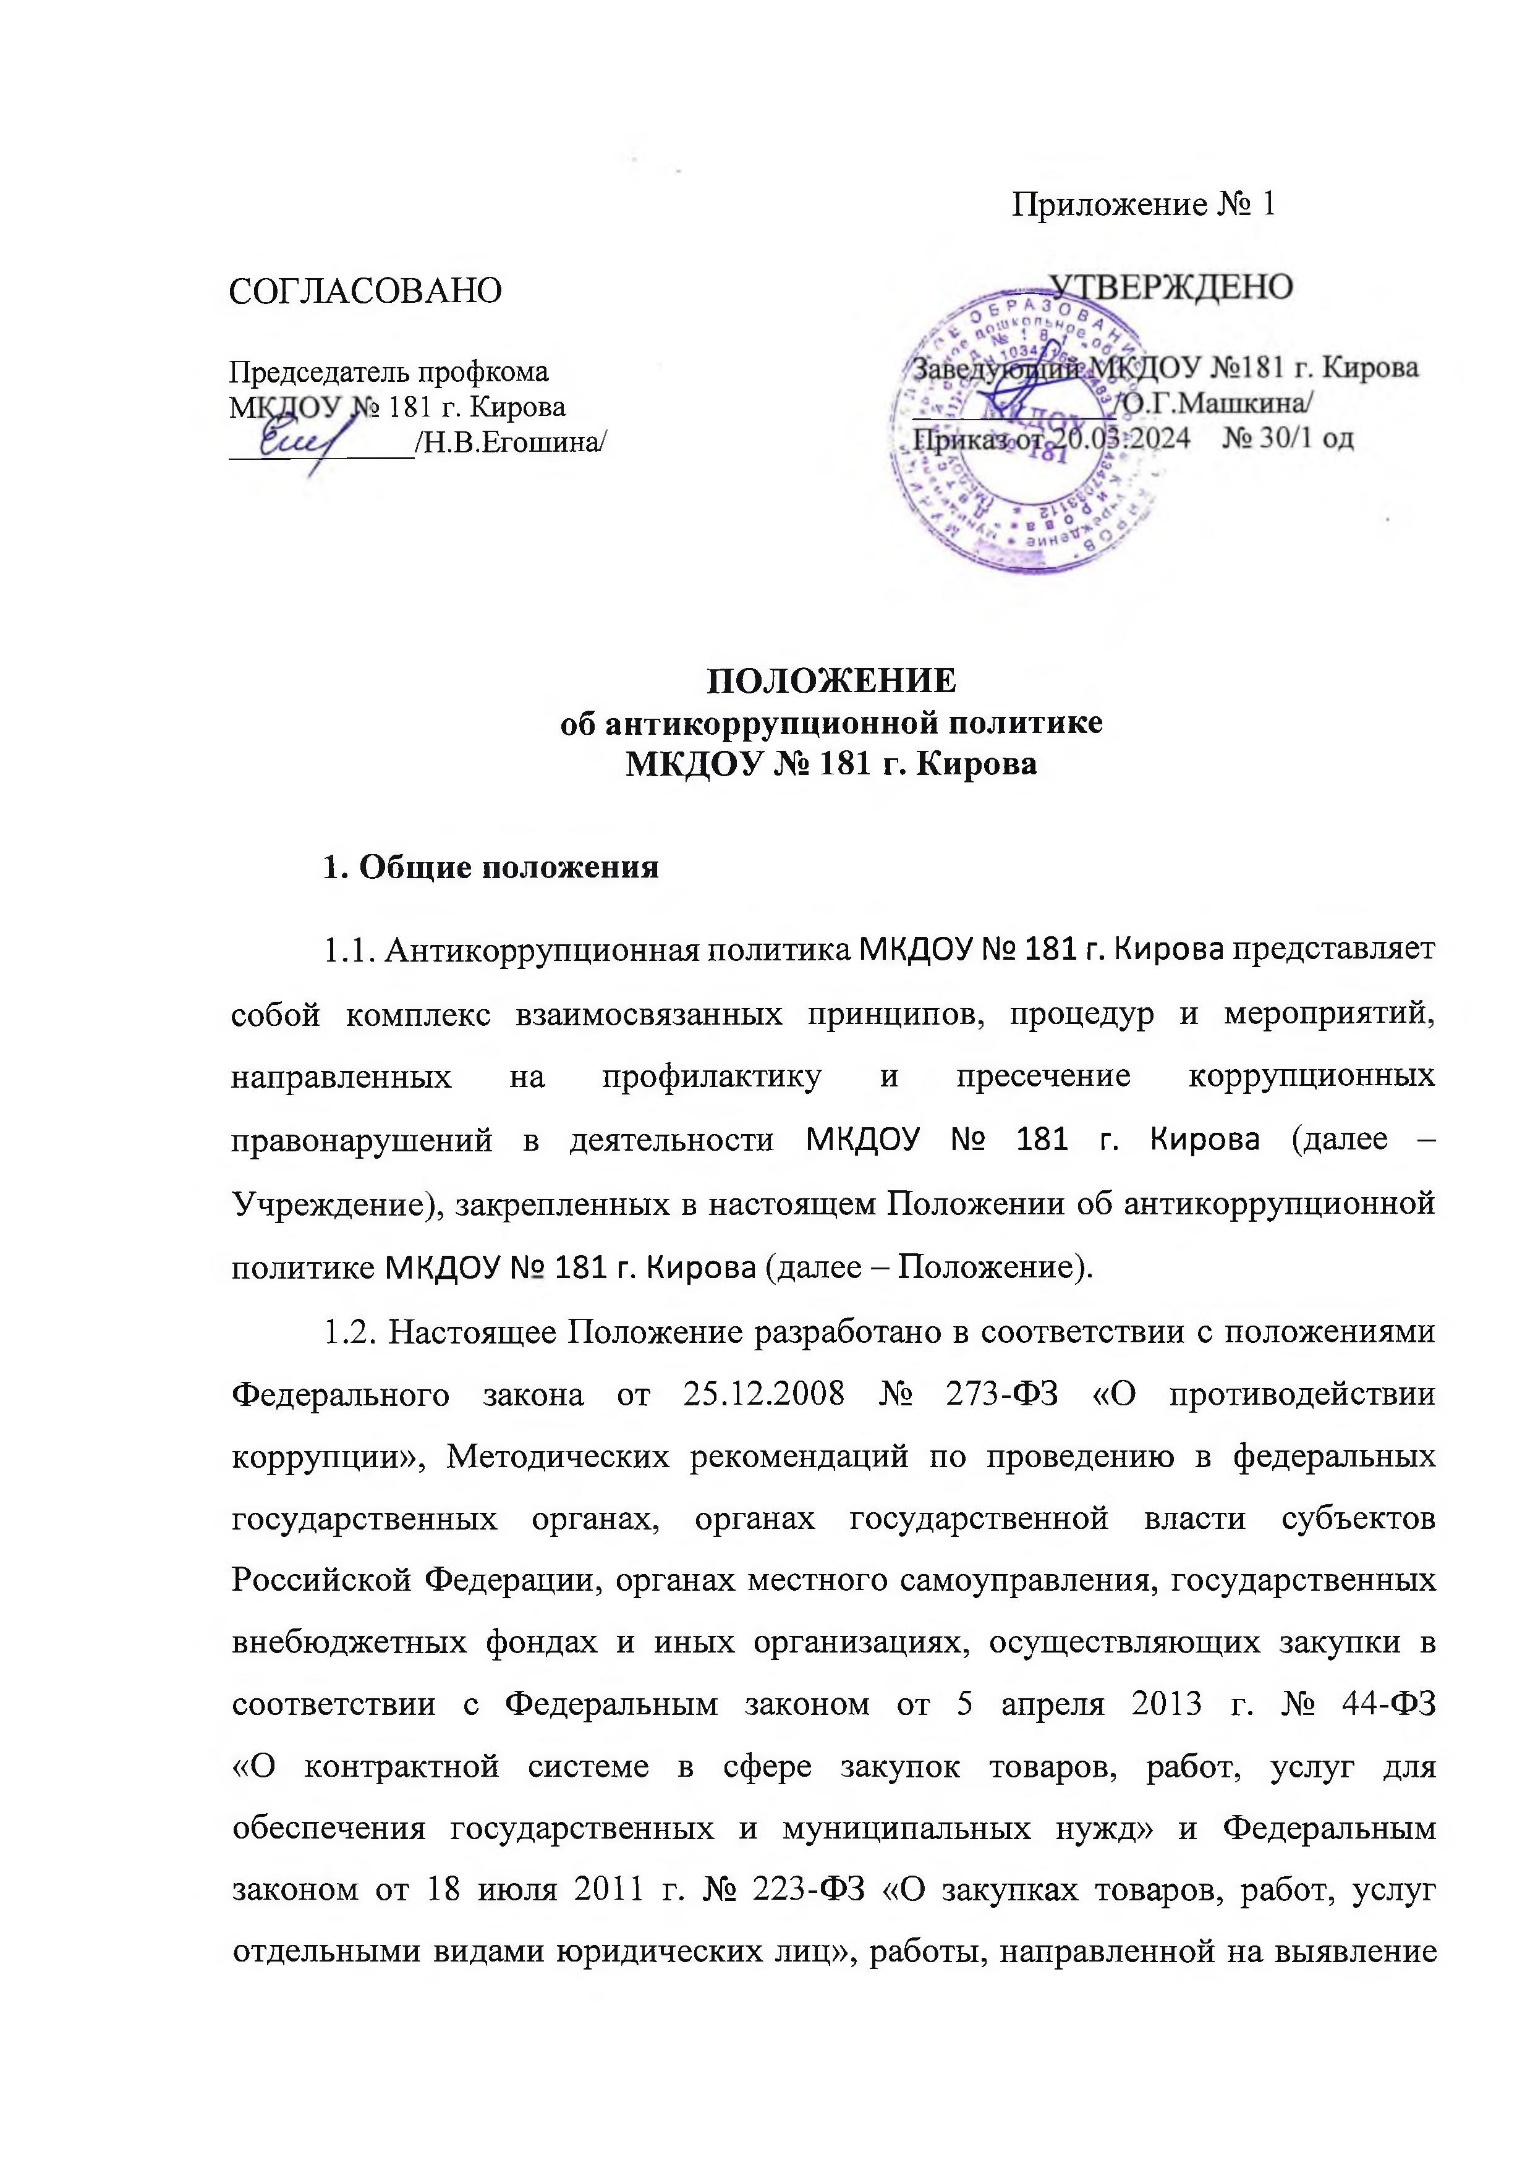 Приложение № 1
СОГЛАСОВАНО
Председатель профкома
МКДОУ № 181 г. Кирова
/Н.В.Егошина/
УТВЕРЖДЕНО
Заведующий МКДОУ №181 г. Кирова
/О.Г.Машкина/
Приказ от 20.03.2024 № 30/1 од
МКДОУ
№ 181
ПОЛОЖЕНИЕ
об антикоррупционной политике
МКДОУ № 181 г. Кирова
1. Общие положения
1.1. Антикоррупционная политика МКДОУ № 181 г. Кирова представляет
собой комплекс взаимосвязанных принципов, процедур и мероприятий,
направленных на профилактику и пресечение коррупционных
правонарушений в деятельности МКДОУ № 181 г. Кирова (далее –
Учреждение), закрепленных в настоящем Положении об антикоррупционной
политике МКДОУ № 181 г. Кирова (далее – Положение).
1.2. Настоящее Положение разработано в соответствии с положениями
Федерального закона от 25.12.2008 № 273-ФЗ «О противодействии
коррупции», Методических рекомендаций по проведению в федеральных
государственных органах, органах государственной власти субъектов
Российской Федерации, органах местного самоуправления, государственных
внебюджетных фондах и иных организациях, осуществляющих закупки в
соответствии с Федеральным законом от 5 апреля 2013 г. № 44-ФЗ
«О контрактной системе в сфере закупок товаров, работ, услуг для
обеспечения государственных и муниципальных нужд» и Федеральным
законом от 18 июля 2011 г. № 223-ФЗ «О закупках товаров, работ, услуг
отдельными видами юридических лиц», работы, направленной на выявление